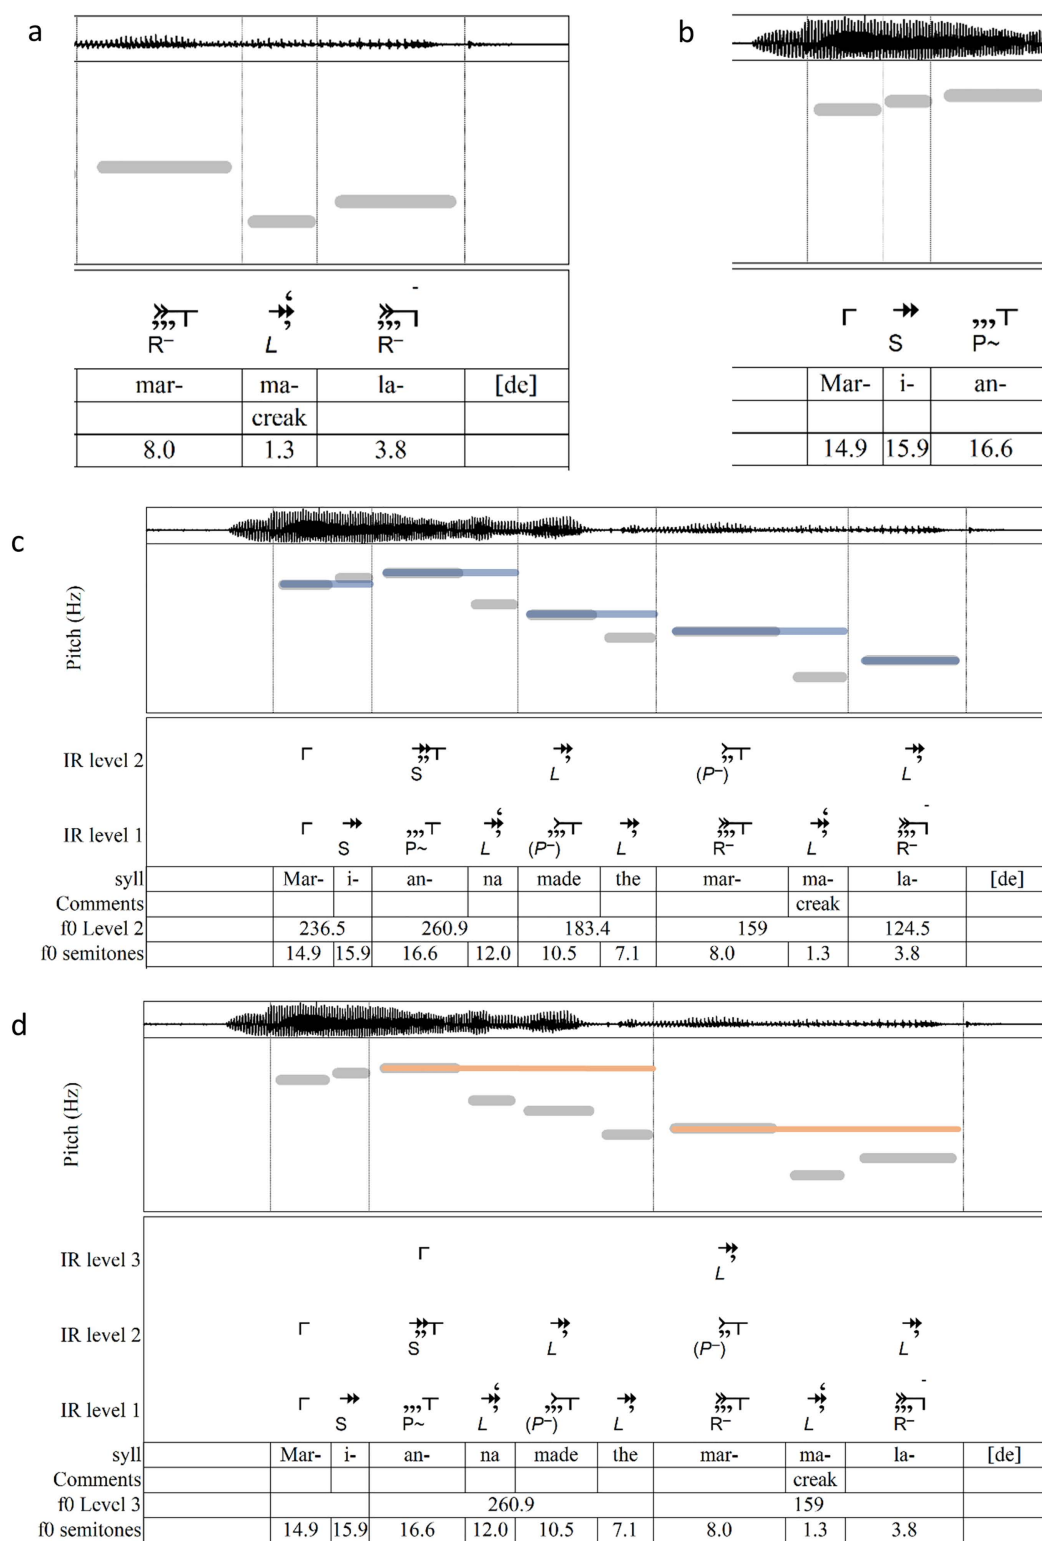 a
R– L R–
mar- ma- la- [de]
creak
8.0 1.3 3.8
b
S P~
Mar- i- an-
14.9 15.9 16.6
c
Pitch (Hz)
IR level 2
S L (P–) L
IR level 1
S P~ L (P–) L R– L R–
syll Mar- i- an- na made the mar- ma- la- [de]
Comments creak
f0 Level 2 236.5 260.9 183.4 159 124.5
f0 semitones 14.9 15.9 16.6 12.0 10.5 7.1 8.0 1.3 3.8
d
Pitch (Hz)
IR level 3
L
IR level 2
S L (P–) L
IR level 1
S P~ L (P–) L R– L R–
syll Mar- i- an- na made the mar- ma- la- [de]
Comments creak
f0 Level 3 260.9 159
f0 semitones 14.9 15.9 16.6 12.0 10.5 7.1 8.0 1.3 3.8